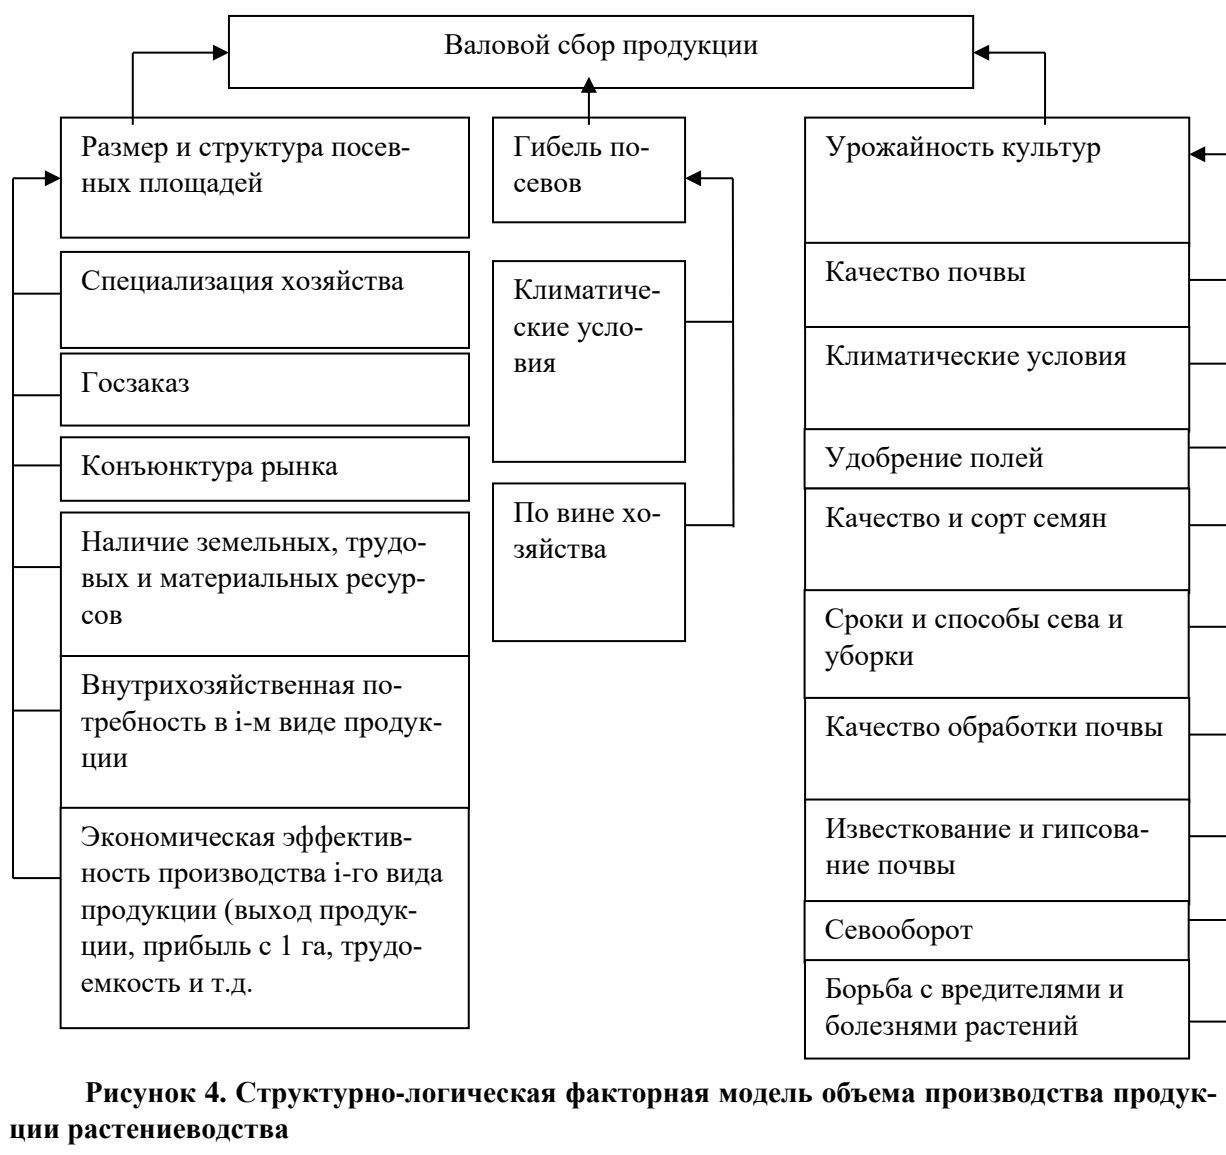 Валовой сбор продукции
Размер и структура посев-
ных площадей
Специализация хозяйства
Госзаказ
Конъюнктура рынка
Наличие земельных, трудо-
вых и материальных ресур-
сов
Внутрихозяйственная по-
требность в i-м виде продук-
ции
Экономическая эффектив-
ность производства i-го вида
продукции (выход продук-
ции, прибыль с 1 га, трудо-
емкость и т.д.
Гибель по-
севов
Климатиче-
ские усло-
вия
По вине хо-
зяйства
Урожайность культур
Качество почвы
Климатические условия
Удобрение полей
Качество и сорт семян
Сроки и способы сева и
уборки
Качество обработки почвы
Известкование и гипсова-
ние почвы
Севооборот
Борьба с вредителями и
болезнями растений
Рисунок 4. Структурно-логическая факторная модель объема производства продук-
ции растениеводства